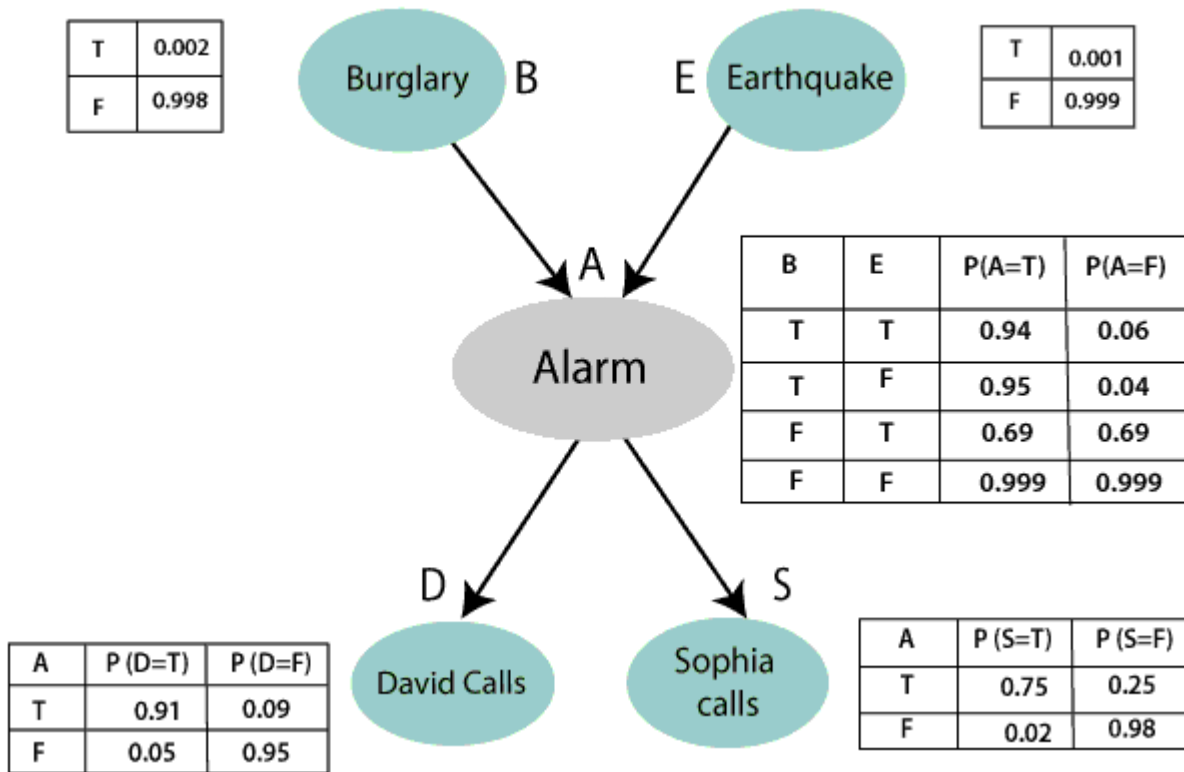 T 0.002
F 0.998
Burglary B
E Earthquake
T 0.001
F 0.999
A
Alarm
B E P(A=T) P(A=F)
T T 0.94 0.06
T F 0.95 0.04
F T 0.69 0.69
F F 0.999 0.999
D
S
A P (D=T) P (D=F)
T 0.91 0.09
F 0.05 0.95
David Calls
Sophia
calls
A P (S=T) P (S=F)
T 0.75 0.25
F 0.02 0.98